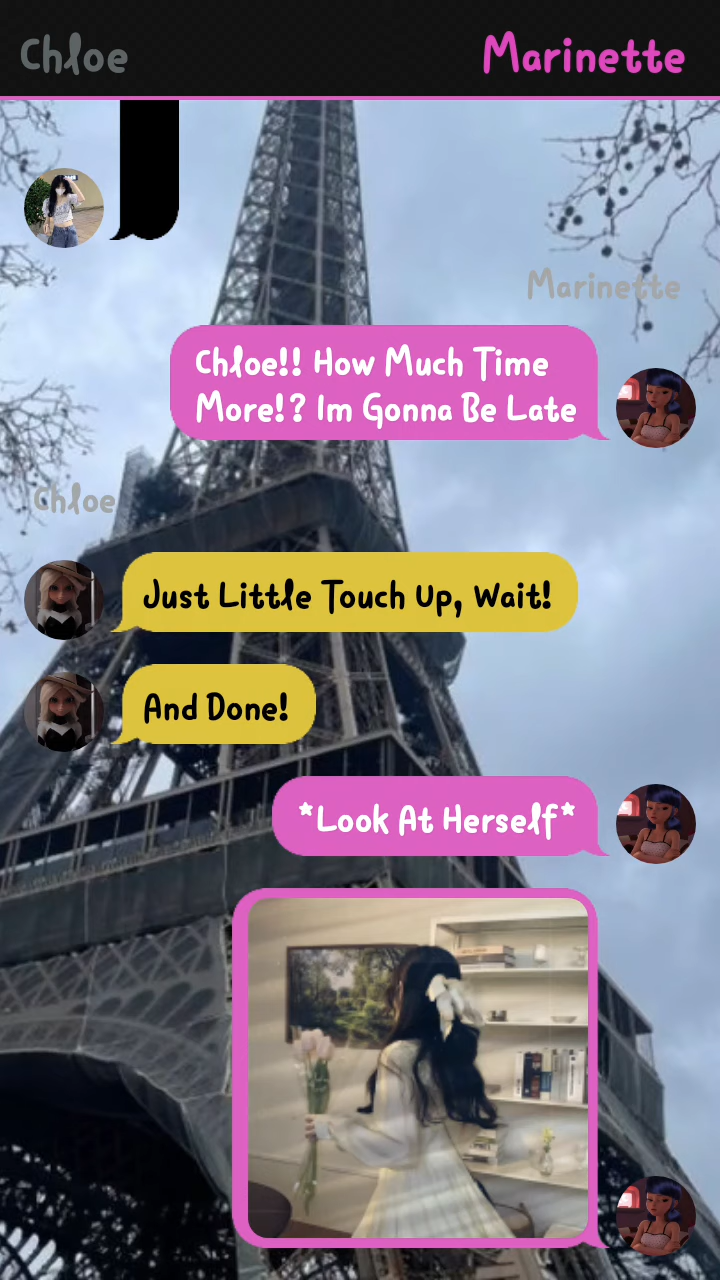 Chloe
Marinette
Marinette
Chloe!! How Much Time
More!? Im Gonna Be Late
Chloe
Just Little Touch Up, Wait!
And Done!
*Look At Herself*